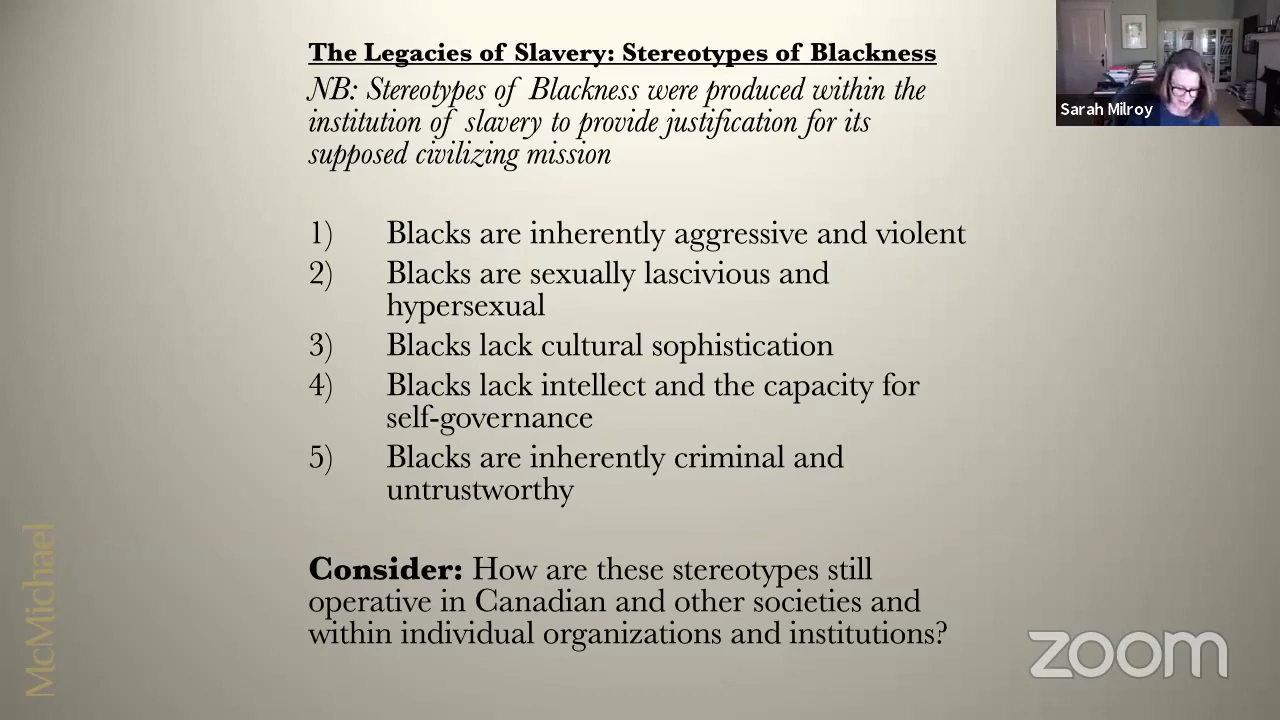 The Legacies of Slavery: Stereotypes of Blackness
NB: Stereotypes of Blackness were produced within the
institution of slavery to provide justification for its
supposed civilizing mission
1) Blacks are inherently aggressive and violent
2) Blacks are sexually lascivious and
hypersexual
3) Blacks lack cultural sophistication
4) Blacks lack intellect and the capacity for
self-governance
5) Blacks are inherently criminal and
untrustworthy
Consider: How are these stereotypes still
operative in Canadian and other societies and
within individual organizations and institutions?
Sarah Milroy
McMichael
zoom